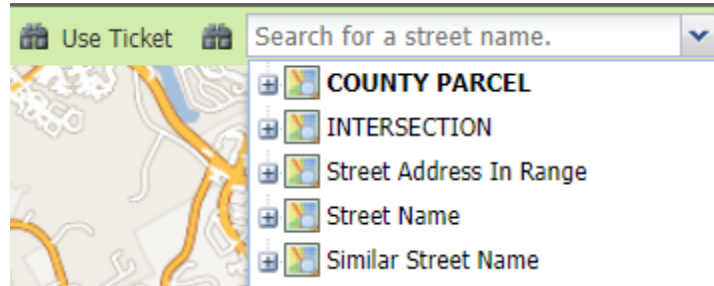 Use Ticket Search for a street name.
COUNTY PARCEL
INTERSECTION
Street Address In Range
Street Name
Similar Street Name